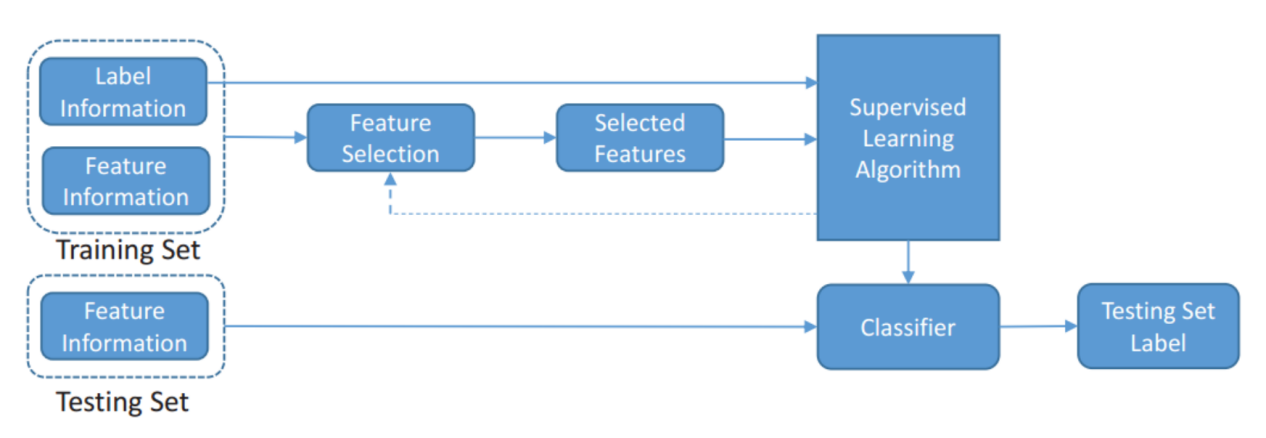 Label
Information
Feature
Information
Training Set
Feature
Selection
Selected
Features
Supervised
Learning
Algorithm
Feature
Information
Testing Set
Classifier
Testing Set
Label